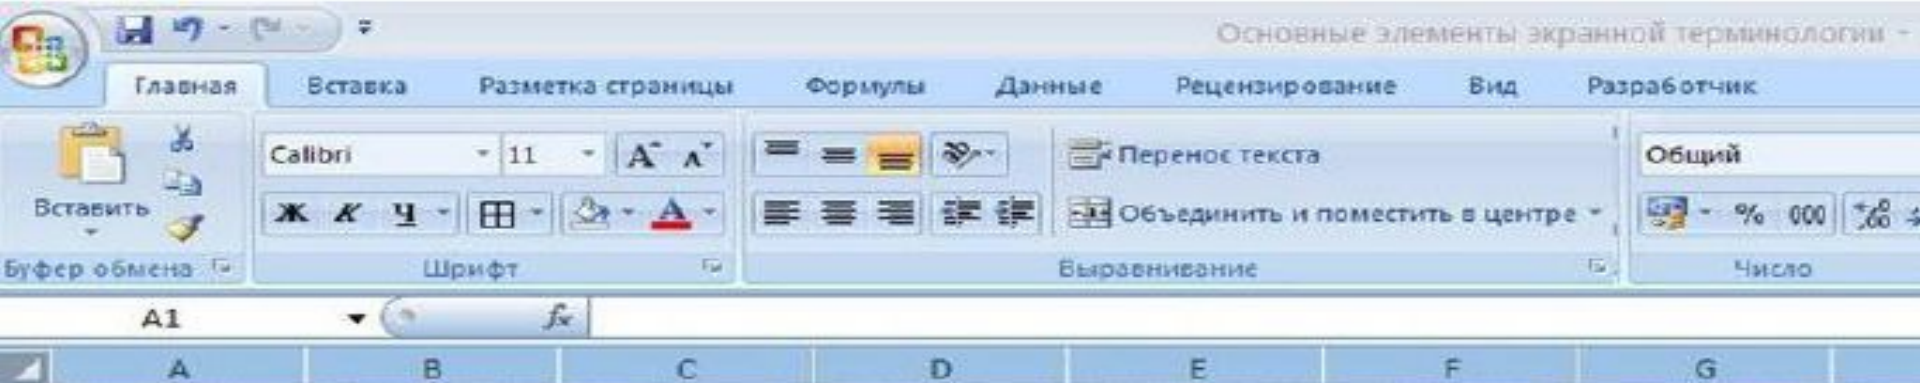 Основные элементы экранной терминологии -
Главная Вставка Разметка страницы Формулы Данные Рецензирование Вид Разработчик
Calibri 11 A A Перенос текста Общий
Вставить Ж К Ч A Объединить и поместить в центре % 000
Буфер обмена Шрифт Выравнивание Число
A1 fx
A B C D E F G